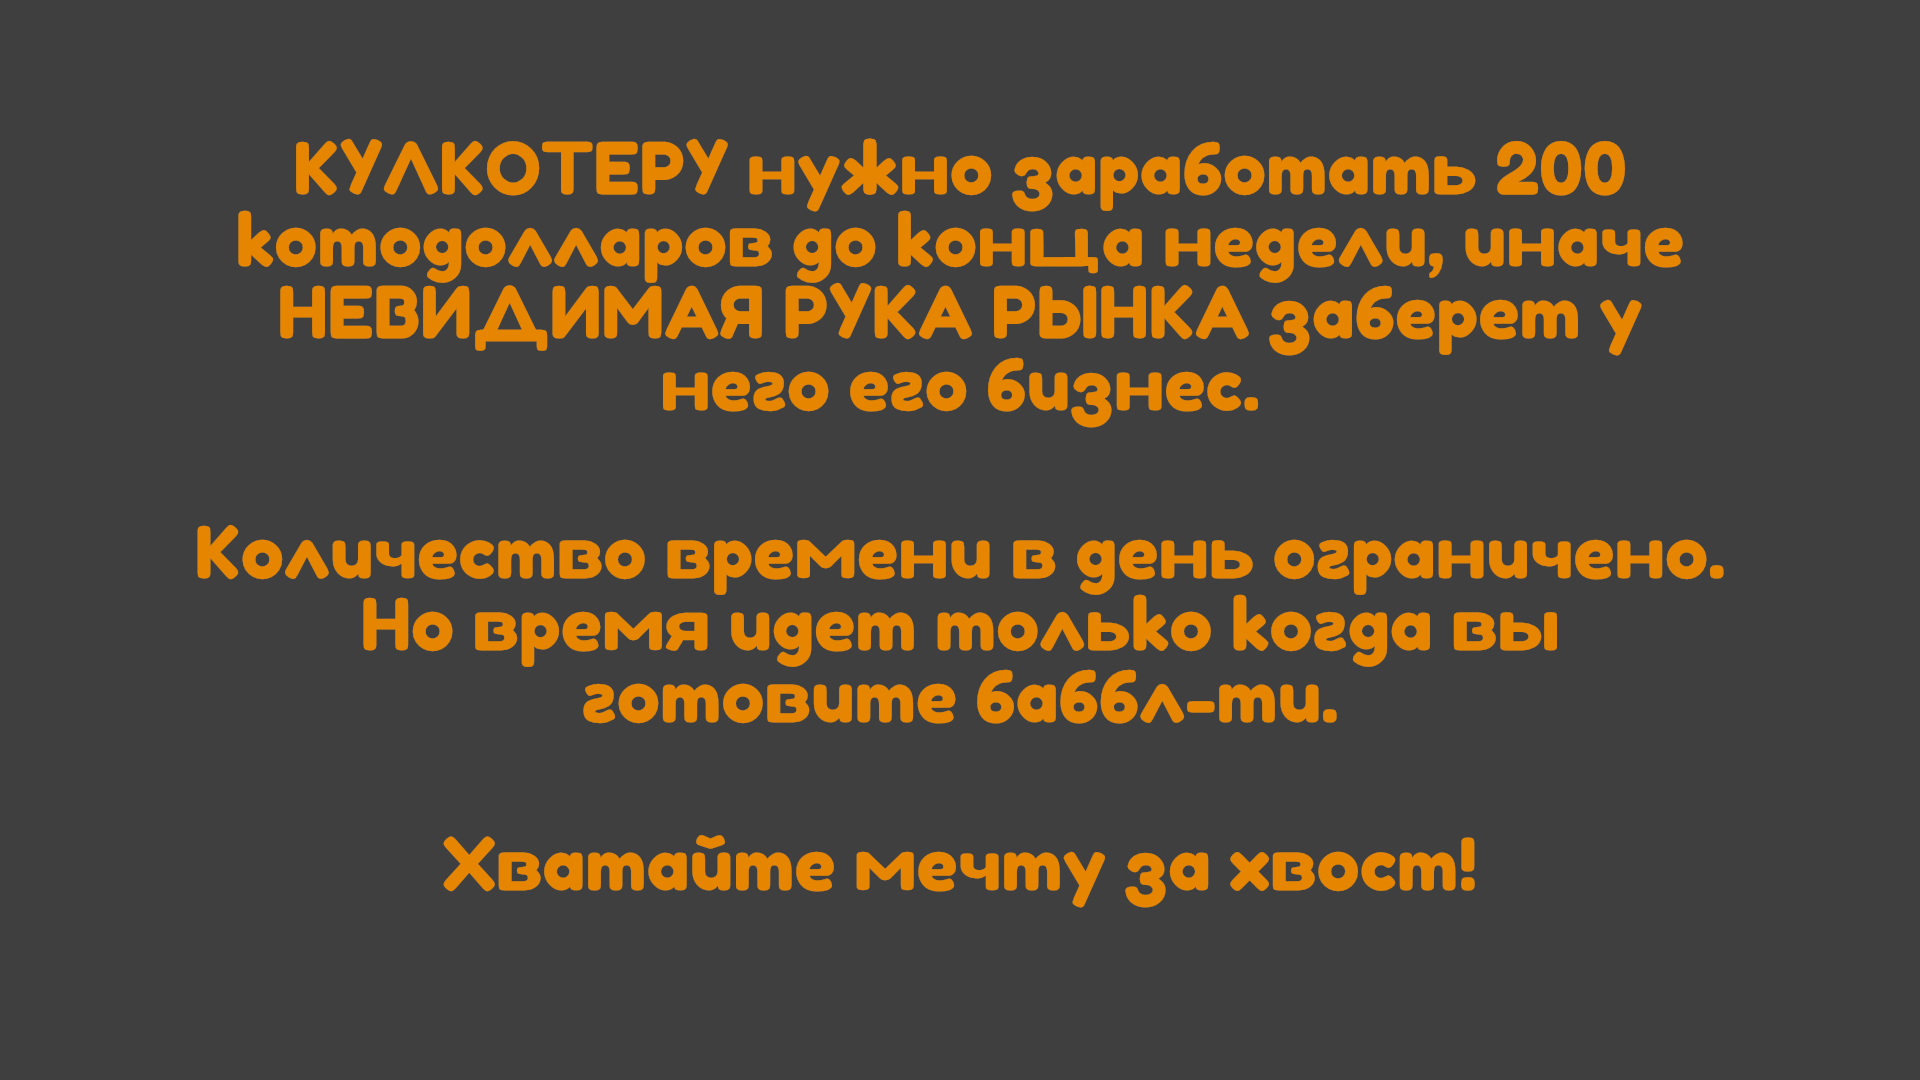 КУЛКОТЕРУ нужно заработать 200
котодолларов до конца недели, иначе
НЕВИДИМАЯ РУКА РЫНКА заберет у
него его бизнес.
Количество времени в день ограничено.
Но время идет только когда вы
готовите баббл-ти.
Хватайте мечту за хвост!